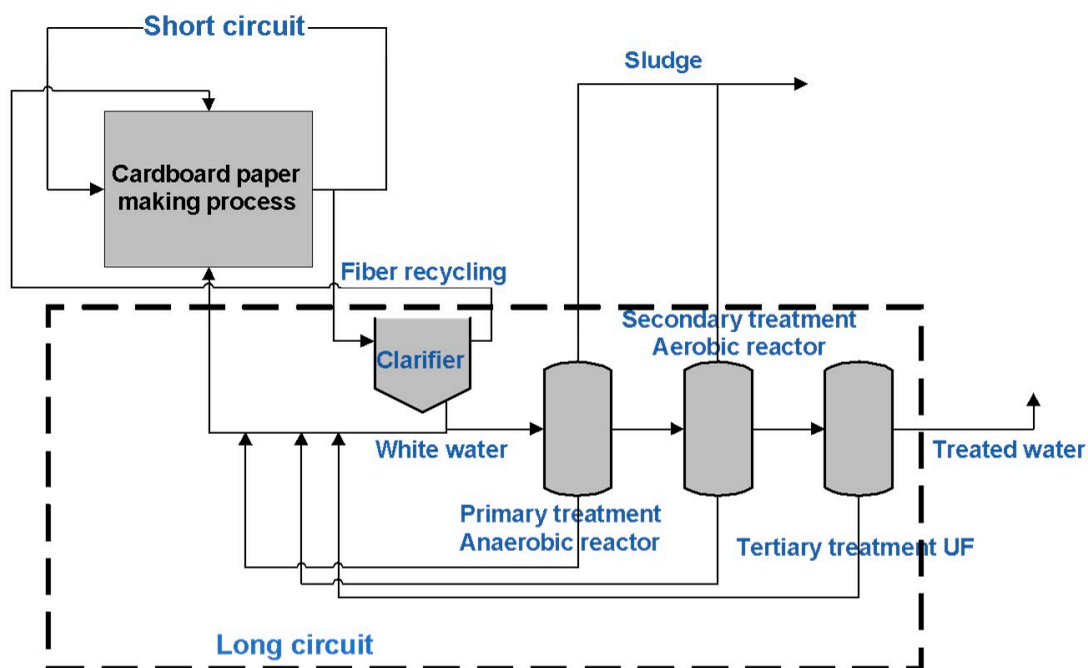 Short circuit
Sludge
Cardboard paper
making process
Fiber recycling
Secondary treatment
Aerobic reactor
Clarifier
White water
Treated water
Primary treatment
Anaerobic reactor
Tertiary treatment UF
Long circuit